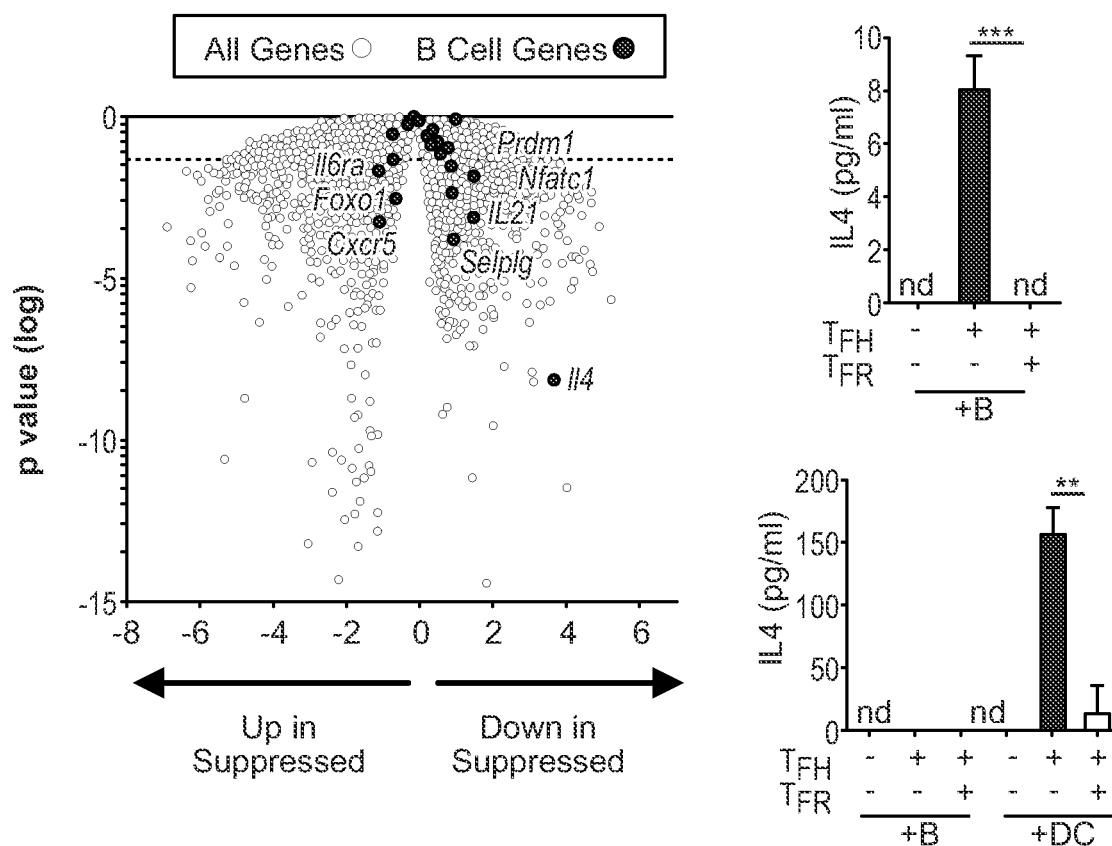 All Genes B Cell Genes
p value (log)
0
-5
-10
-15
-8 -6 -4 -2 0 2 4 6
Il6ra
Foxo1
Cxcr5
Prdm1
Nfatc1
IL21
Selplg
Il4
Up in
Suppressed
Down in
Suppressed
IL4 (pg/ml)
10
8
6
4
2
0
***
nd nd
TFH - + +
TFR - - +
+B
IL4 (pg/ml)
200
150
100
50
0
**
nd nd
TFH - + + - + +
TFR - - + - - +
+B +DC